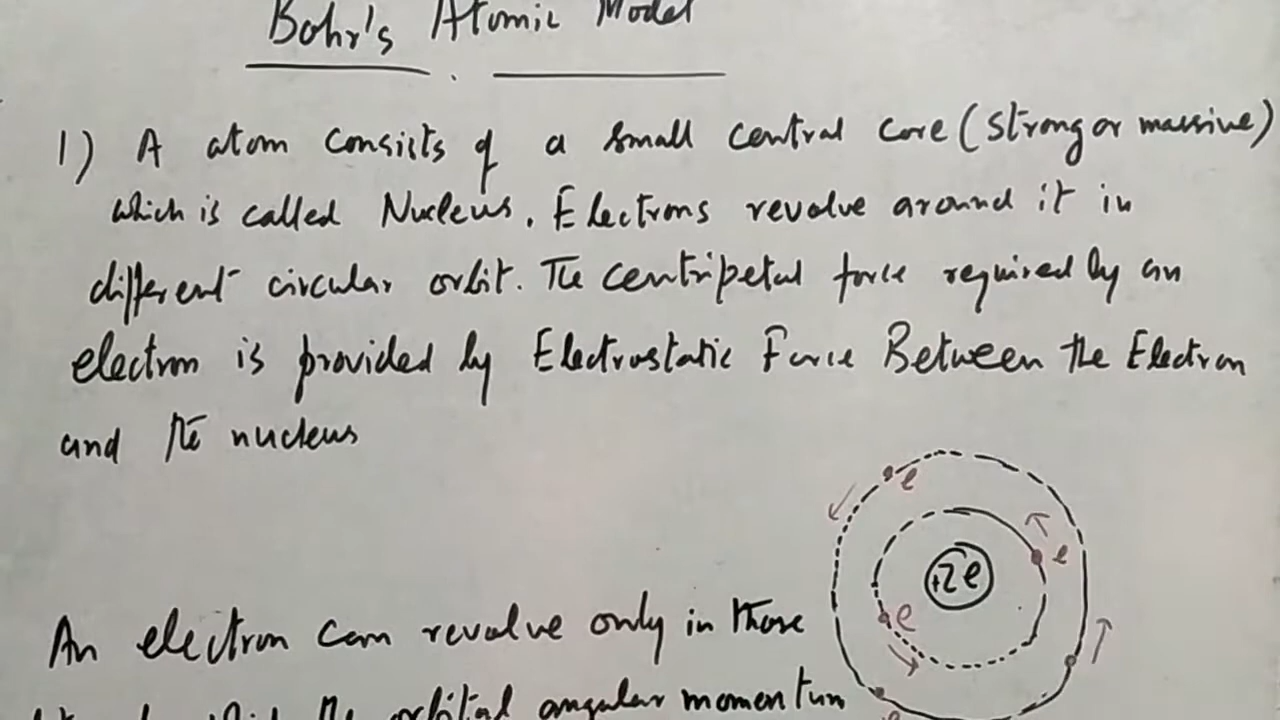 Bohr's Atomic Model
1) A atom consists of a small central core (strong or massive)
which is called Nucleus. Electrons revolve around it in
different circular orbit. The centripetal force required by an
electron is provided by Electrostatic Force Between the Electron
and the nucleus
e
e
+Ze
e
An electron can revolve only in those
the orbital angular momentum